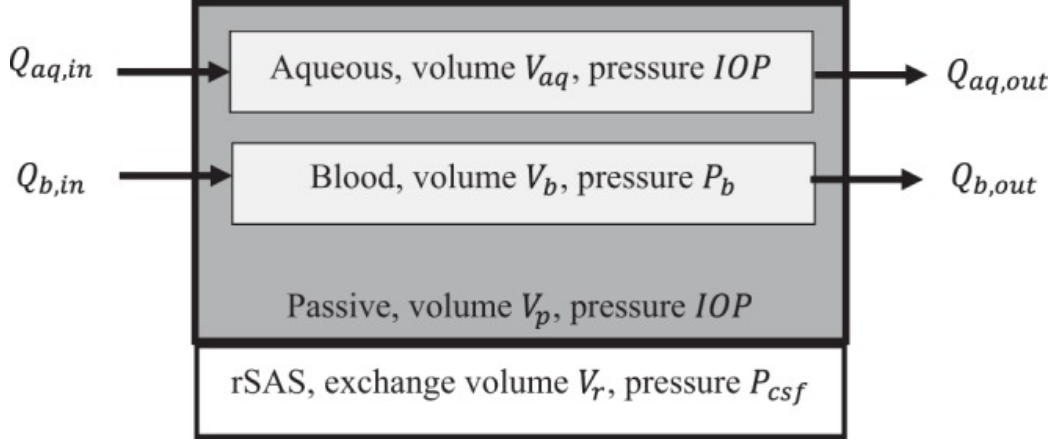 Q_{aq,in}
Aqueous, volume V_{aq}, pressure IOP
Q_{aq,out}
Q_{b,in}
Blood, volume V_b, pressure P_b
Q_{b,out}
Passive, volume V_p, pressure IOP
rSAS, exchange volume V_r, pressure P_{csf}